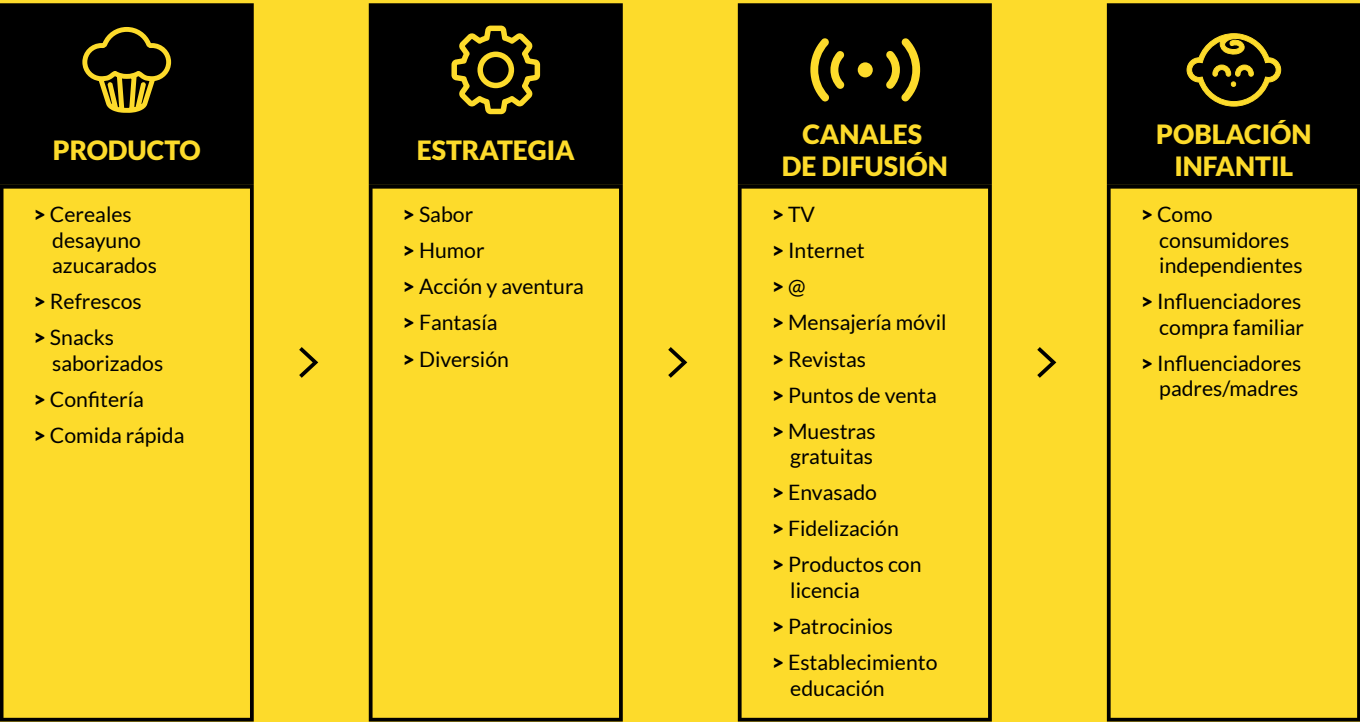 PRODUCTO
> Cereales
desayuno
azucarados
> Refrescos
> Snacks
saborizados
> Confitería
> Comida rápida
>
ESTRATEGIA
> Sabor
> Humor
> Acción y aventura
> Fantasía
> Diversión
>
CANALES
DE DIFUSIÓN
> TV
> Internet
> @
> Mensajería móvil
> Revistas
> Puntos de venta
> Muestras
gratuitas
> Envasado
> Fidelización
> Productos con
licencia
> Patrocinios
> Establecimiento
educación
>
POBLACIÓN
INFANTIL
> Como
consumidores
independientes
> Influenciadores
compra familiar
> Influenciadores
padres/madres